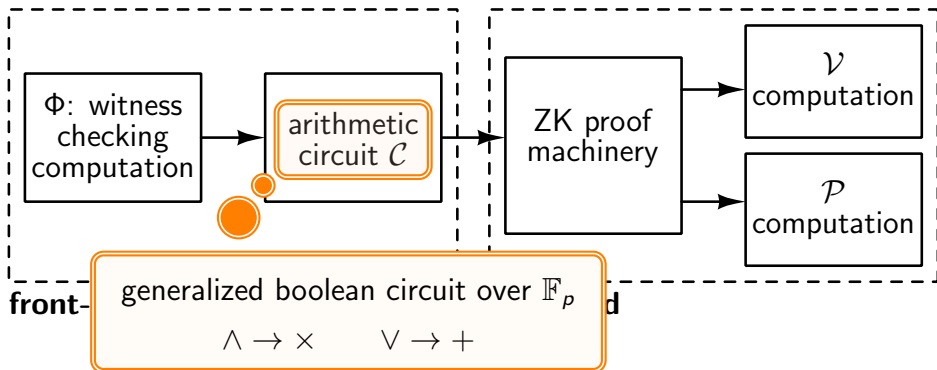 Φ: witness
checking
computation
arithmetic
circuit 𝒞
ZK proof
machinery
𝒱
computation
𝒫
computation
front-
d
generalized boolean circuit over 𝔽ₚ
∧ → × ∨ → +